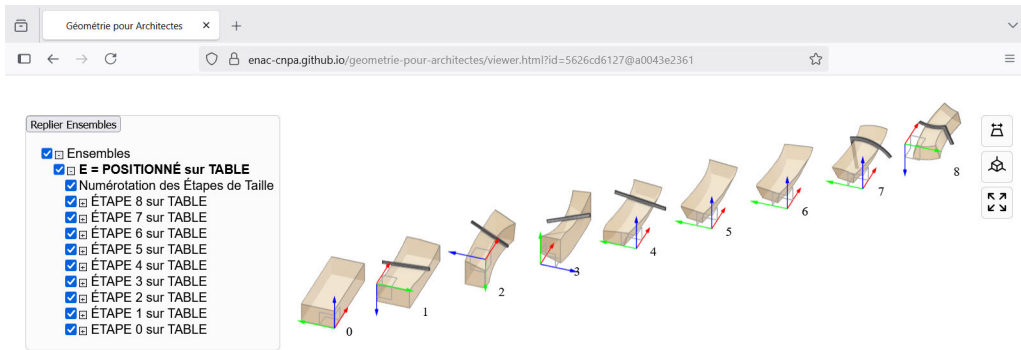 Géométrie pour Architectes
enac-cnpa.github.io/geometrie-pour-architectes/viewer.html?id=5626cd6127@a0043e2361
Replier Ensembles
Ensembles
E = POSITIONNÉ sur TABLE
Numérotation des Étapes de Taille
ÉTAPE 8 sur TABLE
ÉTAPE 7 sur TABLE
ÉTAPE 6 sur TABLE
ÉTAPE 5 sur TABLE
ÉTAPE 4 sur TABLE
ÉTAPE 3 sur TABLE
ÉTAPE 2 sur TABLE
ÉTAPE 1 sur TABLE
ETAPE 0 sur TABLE
0
1
2
3
4
5
6
7
8